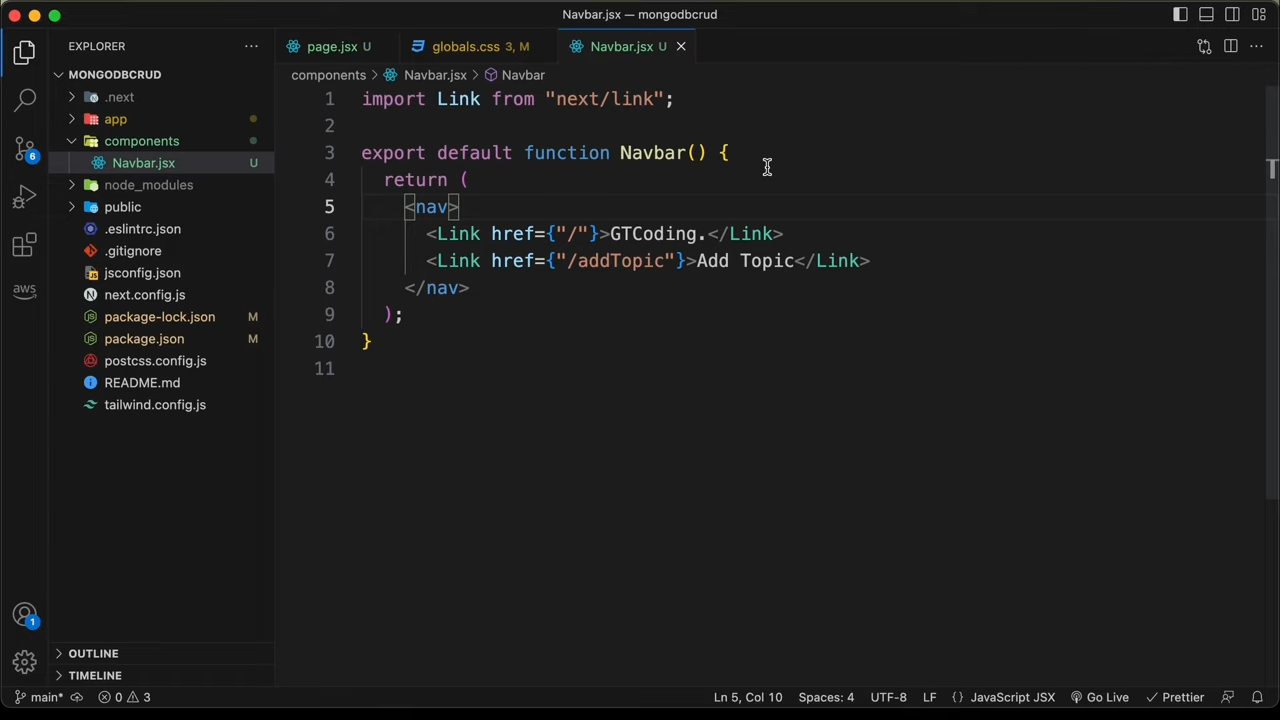 Navbar.jsx — mongodbcrud
EXPLORER
page.jsx U
globals.css 3, M
Navbar.jsx U
MONGODBCRUD
components > Navbar.jsx > Navbar
.next
app
components
Navbar.jsx U
node_modules
public
.eslintrc.json
.gitignore
jsconfig.json
next.config.js
package-lock.json M
package.json M
postcss.config.js
README.md
tailwind.config.js
1 import Link from "next/link";
2
3 export default function Navbar() {
4 return (
5 <nav>
6 <Link href={"/"}>GTCoding.</Link>
7 <Link href={"/addTopic"}>Add Topic</Link>
8 </nav>
9 );
10 }
11
6
aws
1
OUTLINE
TIMELINE
main* 0 3 Ln 5, Col 10 Spaces: 4 UTF-8 LF {} JavaScript JSX Go Live Prettier